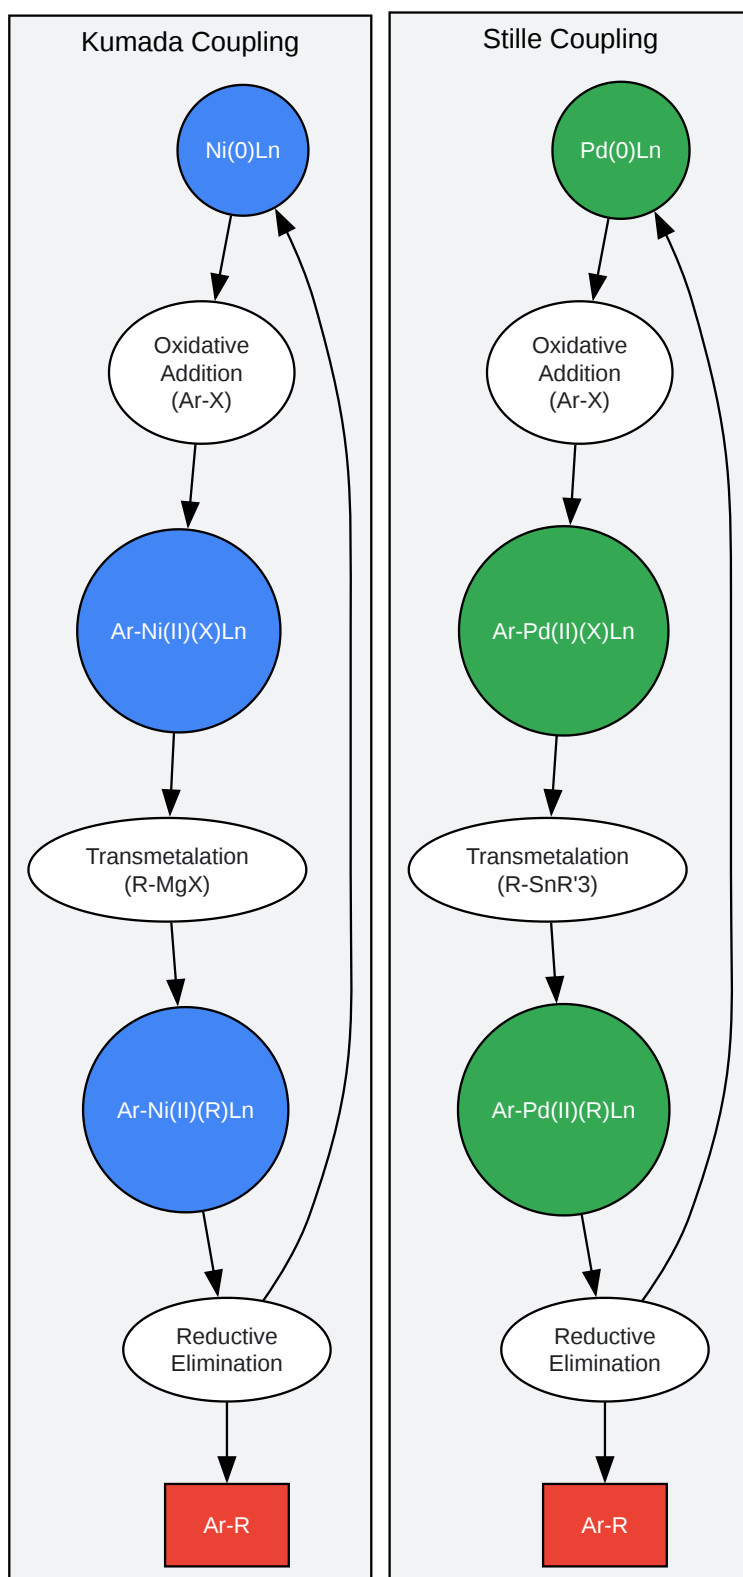 Kumada Coupling
Ni(0)Ln
Oxidative
Addition
(Ar-X)
Ar-Ni(II)(X)Ln
Transmetalation
(R-MgX)
Ar-Ni(II)(R)Ln
Reductive
Elimination
Ar-R
Stille Coupling
Pd(0)Ln
Oxidative
Addition
(Ar-X)
Ar-Pd(II)(X)Ln
Transmetalation
(R-SnR'3)
Ar-Pd(II)(R)Ln
Reductive
Elimination
Ar-R